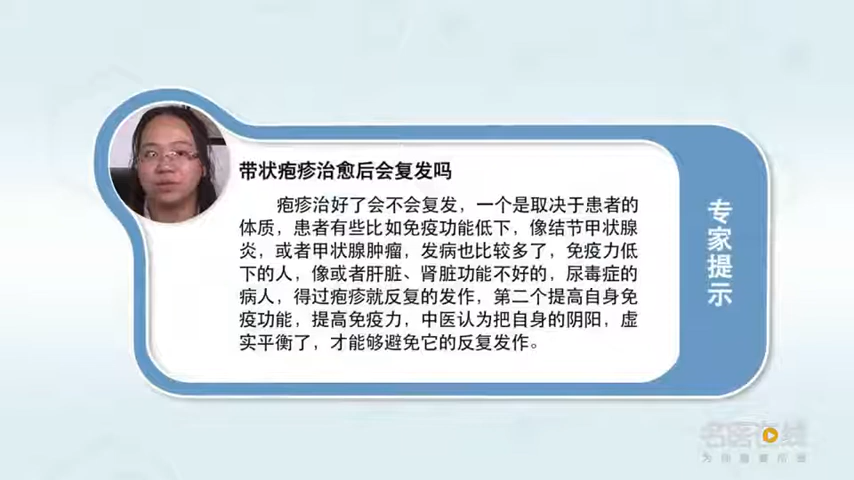 带状疱疹治愈后会复发吗
疱疹治好了会不会复发，一个是取决于患者的
体质，患者有些比如免疫功能低下，像结节甲状腺
炎，或者甲状腺肿瘤，发病也比较多了，免疫力低
下的人，像或者肝脏、肾脏功能不好的，尿毒症的
病人，得过疱疹就反复的发作，第二个提高自身免
疫功能，提高免疫力，中医认为把自身的阴阳，虚
实平衡了，才能够避免它的反复发作。
专家提示
名医在线